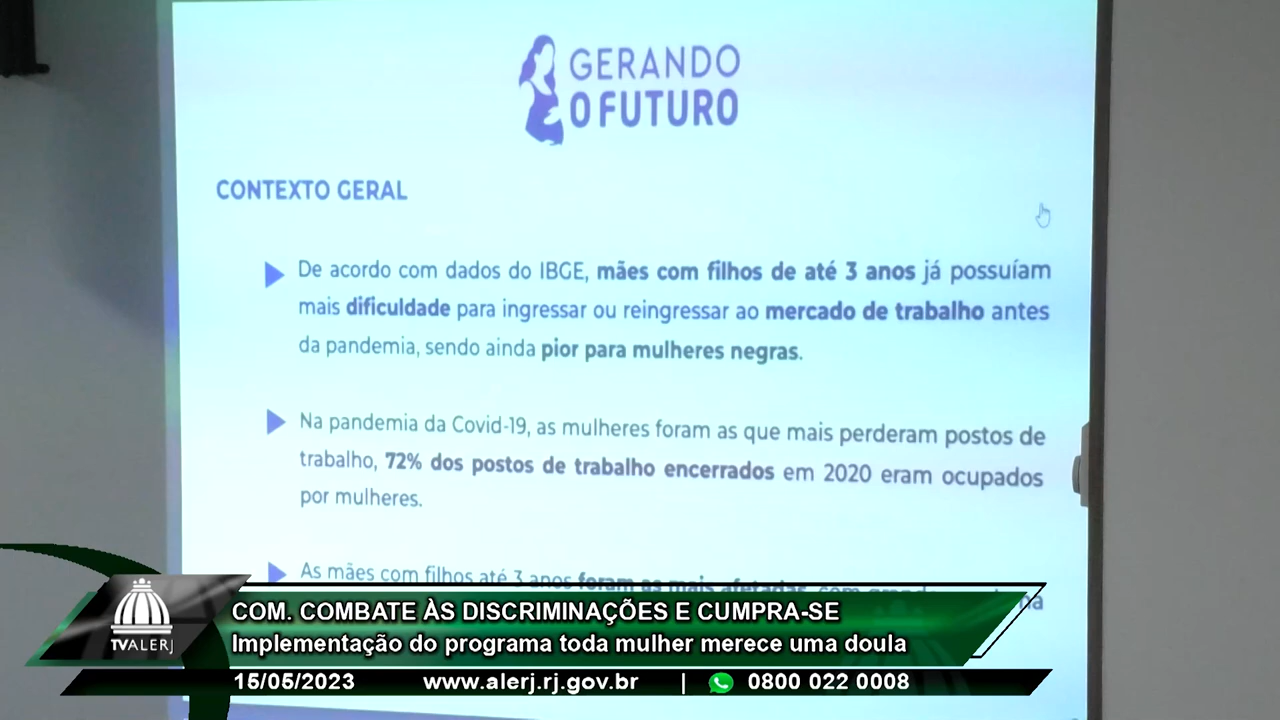 GERANDO
O FUTURO
CONTEXTO GERAL
De acordo com dados do IBGE, mães com filhos de até 3 anos já possuíam
mais dificuldade para ingressar ou reingressar ao mercado de trabalho antes
da pandemia, sendo ainda pior para mulheres negras.
Na pandemia da Covid-19, as mulheres foram as que mais perderam postos de
trabalho, 72% dos postos de trabalho encerrados em 2020 eram ocupados
por mulheres.
As mães com filhos até 3 anos foram as mais afetadas, com
COM. COMBATE ÀS DISCRIMINAÇÕES E CUMPRA-SE
Implementação do programa toda mulher merece uma doula
TVALERJ
15/05/2023 www.alerj.rj.gov.br | 0800 022 0008